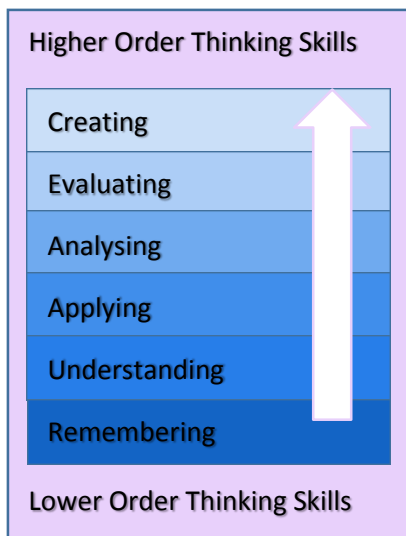 Higher Order Thinking Skills
Creating
Evaluating
Analysing
Applying
Understanding
Remembering
Lower Order Thinking Skills